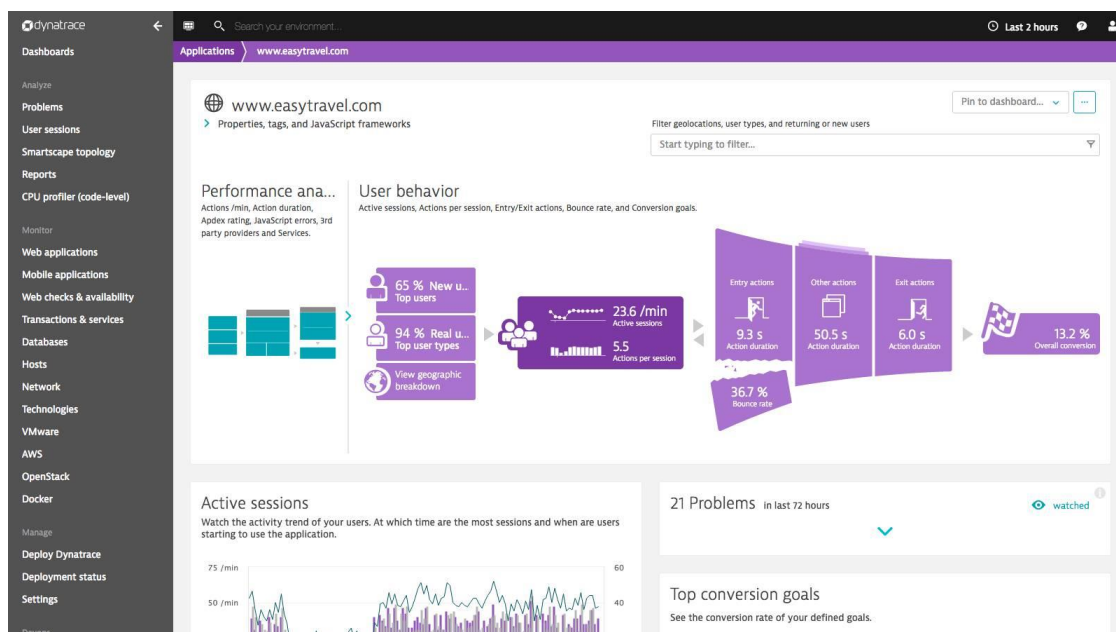 dynatrace
Search your environment...
Last 2 hours
Dashboards
Applications
www.easytravel.com
Analyze
Problems
User sessions
Smartscape topology
Reports
CPU profiler (code-level)
Monitor
Web applications
Mobile applications
Web checks & availability
Transactions & services
Databases
Hosts
Network
Technologies
VMware
AWS
OpenStack
Docker
Manage
Deploy Dynatrace
Deployment status
Settings
www.easytravel.com
Properties, tags, and JavaScript frameworks
Pin to dashboard...
...
Filter geolocations, user types, and returning or new users
Start typing to filter...
Performance ana...
Actions /min, Action duration,
Apdex rating, JavaScript errors, 3rd
party providers and Services.
User behavior
Active sessions, Actions per session, Entry/Exit actions, Bounce rate, and Conversion goals.
65 % New u...
Top users
94 % Real u...
Top user types
View geographic
breakdown
23.6 /min
Active sessions
5.5
Actions per session
Entry actions
9.3 s
Action duration
36.7 %
Bounce rate
Other actions
50.5 s
Action duration
Exit actions
6.0 s
Action duration
13.2 %
Overall conversion
Active sessions
Watch the activity trend of your users. At which time are the most sessions and when are users
starting to use the application.
75 /min
60
50 /min
40
21 Problems in last 72 hours
watched
Top conversion goals
See the conversion rate of your defined goals.